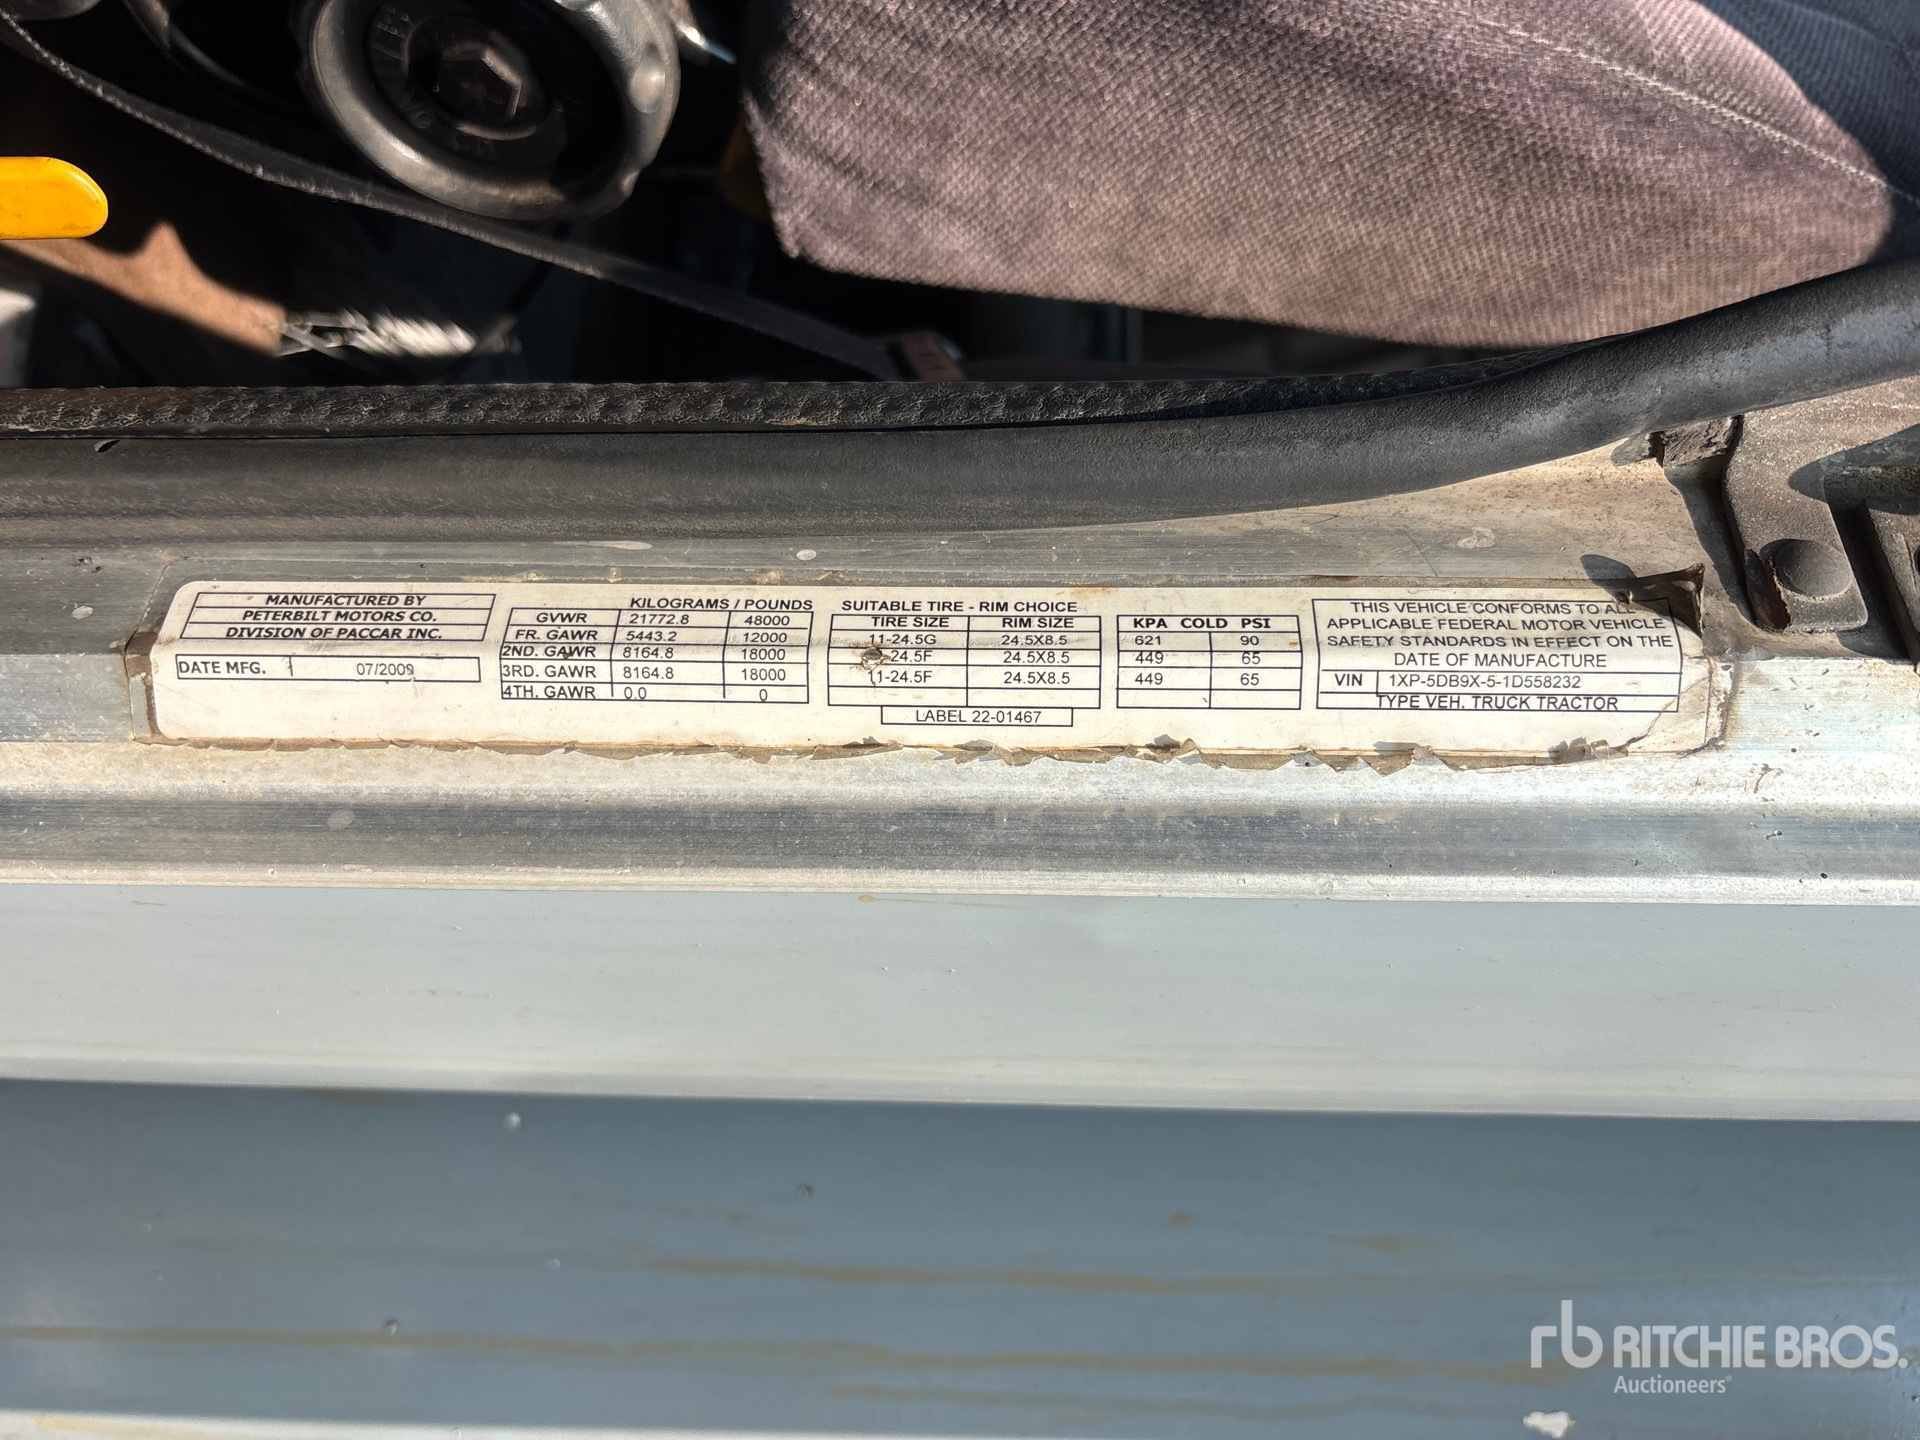 MANUFACTURED BY
PETERBILT MOTORS CO.
DIVISION OF PACCAR INC.
DATE MFG. 07/2009
KILOGRAMS / POUNDS
GVWR 21772.8 48000
FR. GAWR 5443.2 12000
2ND. GAWR 8164.8 18000
3RD. GAWR 8164.8 18000
4TH. GAWR 0.0 0
SUITABLE TIRE - RIM CHOICE
TIRE SIZE RIM SIZE
11-24.5G 24.5X8.5
24.5F 24.5X8.5
11-24.5F 24.5X8.5
LABEL 22-01467
KPA COLD PSI
621 90
449 65
449 65
THIS VEHICLE CONFORMS TO ALL
APPLICABLE FEDERAL MOTOR VEHICLE
SAFETY STANDARDS IN EFFECT ON THE
DATE OF MANUFACTURE
VIN 1XP-5DB9X-5-1D558232
TYPE VEH. TRUCK TRACTOR
rb RITCHIE BROS.
Auctioneers